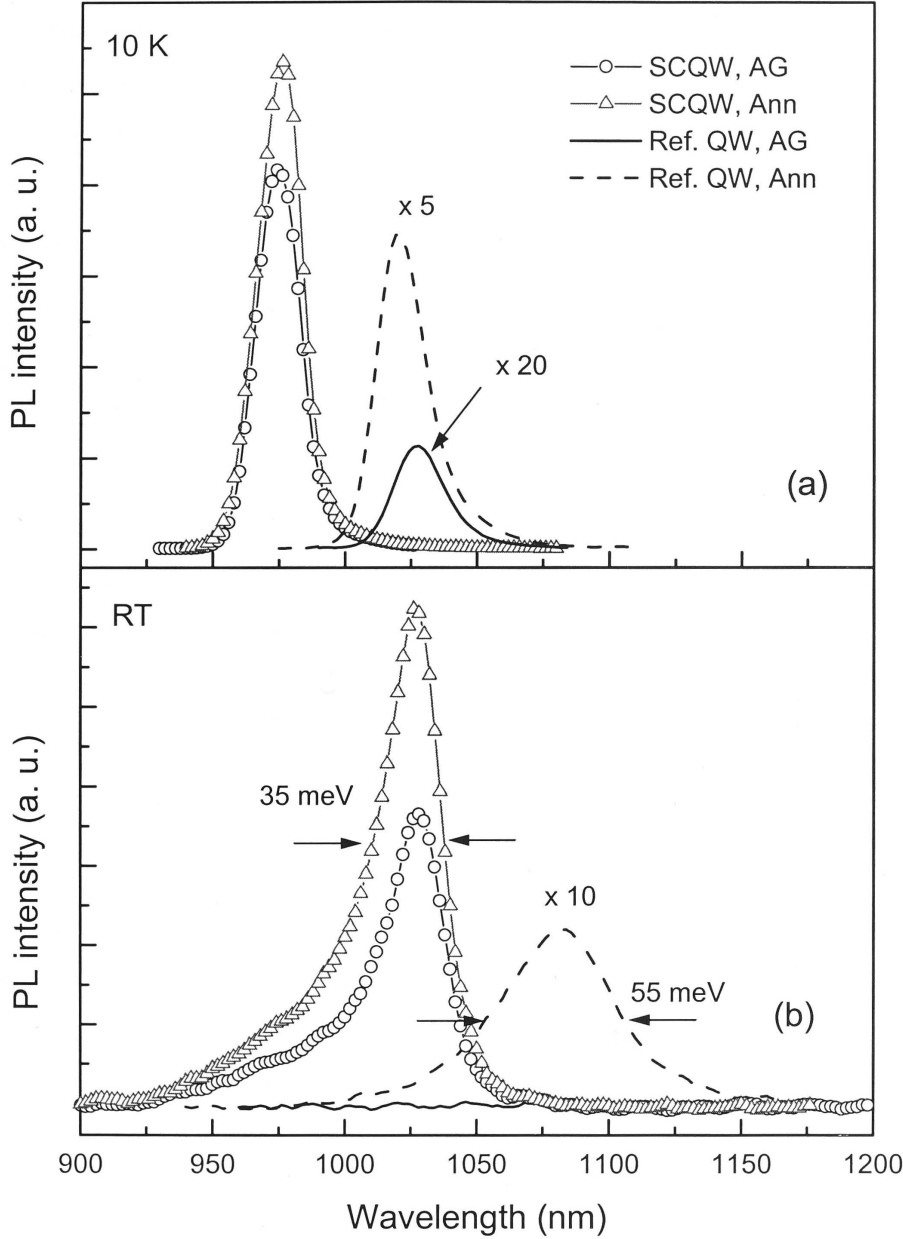 10 K
SCQW, AG
SCQW, Ann
Ref. QW, AG
Ref. QW, Ann
x 5
x 20
(a)
PL intensity (a. u.)
RT
35 meV
x 10
55 meV
(b)
PL intensity (a. u.)
900 950 1000 1050 1100 1150 1200
Wavelength (nm)